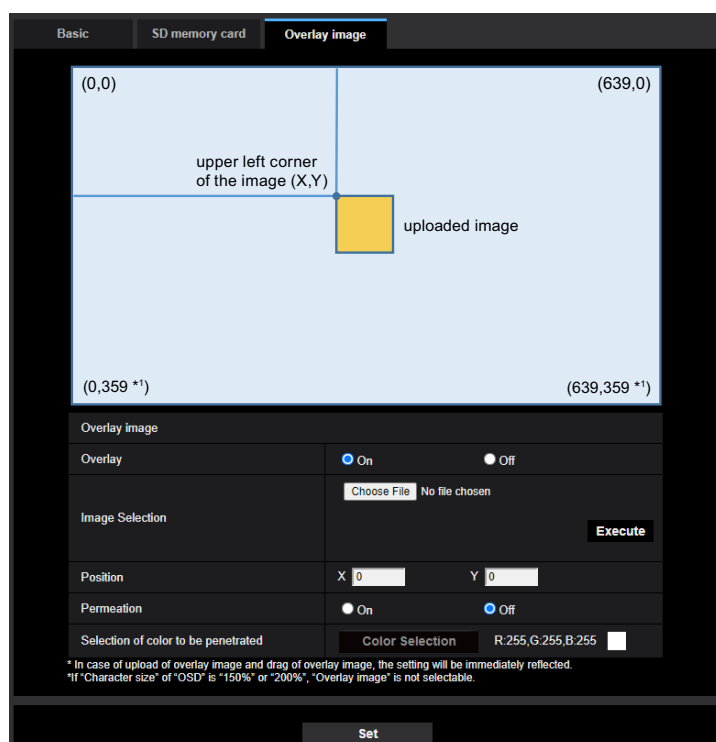 Basic SD memory card Overlay image
(0,0) (639,0)
upper left corner
of the image (X,Y)
uploaded image
(0,359 *1) (639,359 *1)
Overlay image
Overlay On Off
Choose File No file chosen
Image Selection
Execute
Position X 0 Y 0
Permeation On Off
Selection of color to be penetrated Color Selection R:255,G:255,B:255
* In case of upload of overlay image and drag of overlay image, the setting will be immediately reflected.
*If "Character size" of "OSD" is "150%" or "200%", "Overlay image" is not selectable.
Set